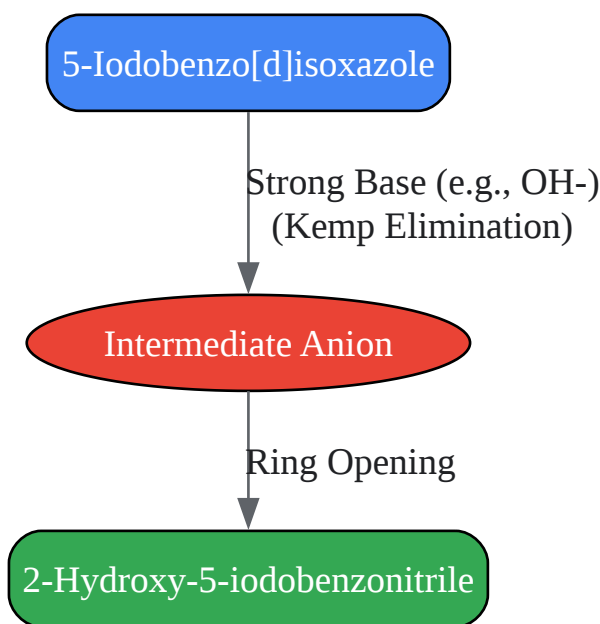 5-Iodobenzo[d]isoxazole
Strong Base (e.g., OH-)
(Kemp Elimination)
Intermediate Anion
Ring Opening
2-Hydroxy-5-iodobenzonitrile